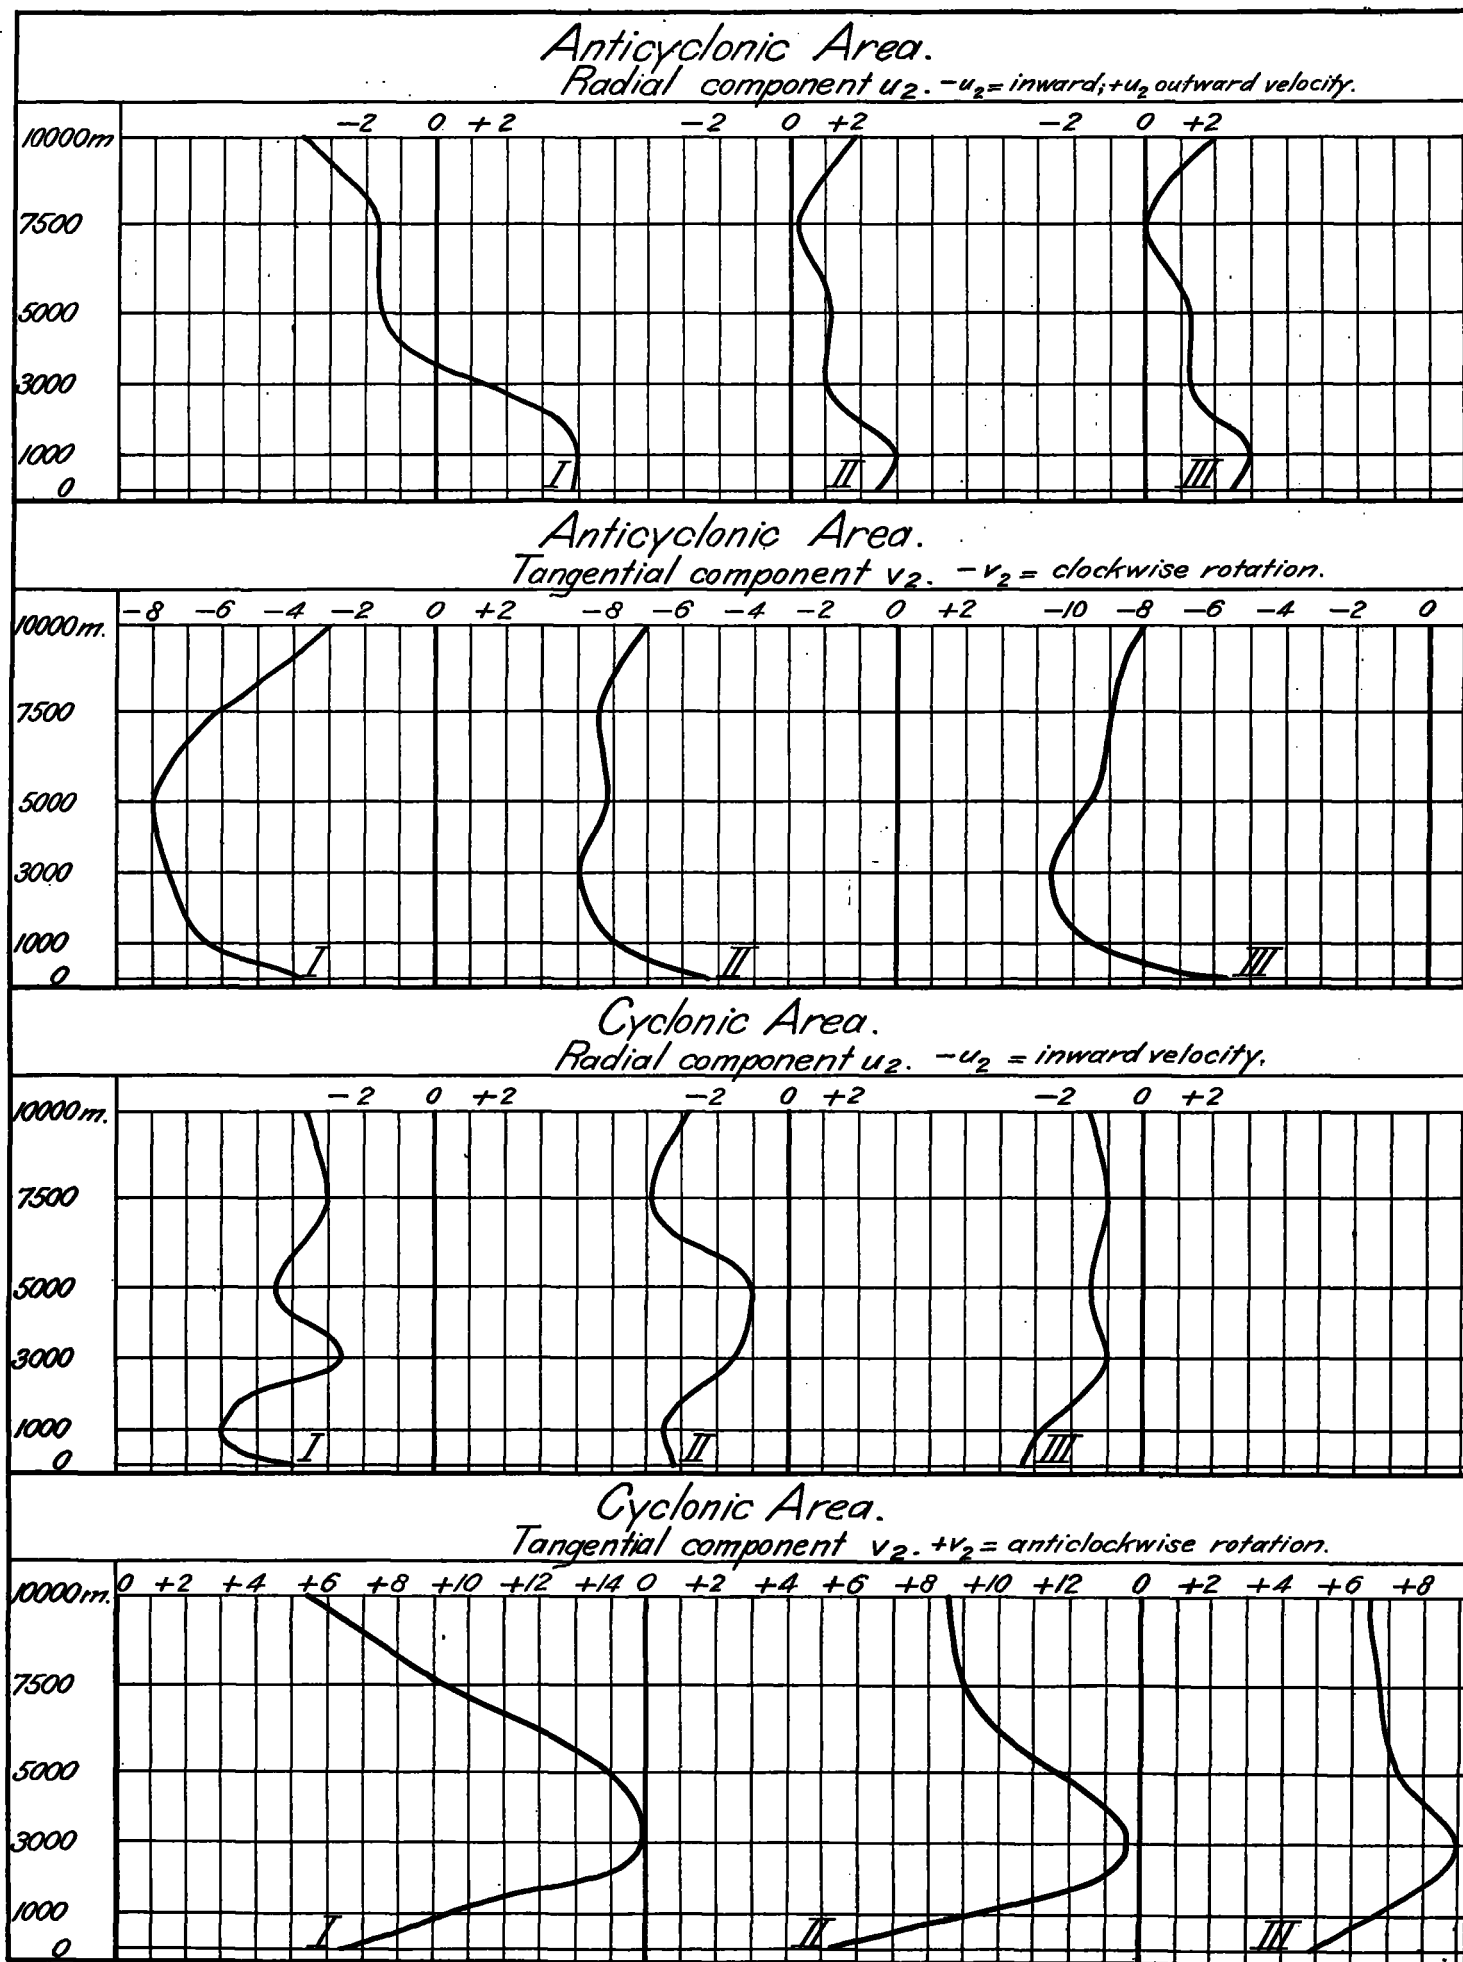 Anticyclonic Area.
Radial component u₂. -u₂ = inward; +u₂ outward velocity.
-2 0 +2 -2 0 +2 -2 0 +2
10000m
7500
5000
3000
1000
0
I II III
Anticyclonic Area.
Tangential component v₂. -v₂ = clockwise rotation.
-8 -6 -4 -2 0 +2 -8 -6 -4 -2 0 +2 -10 -8 -6 -4 -2 0
10000m.
7500
5000
3000
1000
0
I II III
Cyclonic Area.
Radial component u₂. -u₂ = inward velocity.
-2 0 +2 -2 0 +2 -2 0 +2
10000m.
7500
5000
3000
1000
0
I II III
Cyclonic Area.
Tangential component v₂. +v₂ = anticlockwise rotation.
0 +2 +4 +6 +8 +10 +12 +14 0 +2 +4 +6 +8 +10 +12 0 +2 +4 +6 +8
10000m.
7500
5000
3000
1000
0
I II III